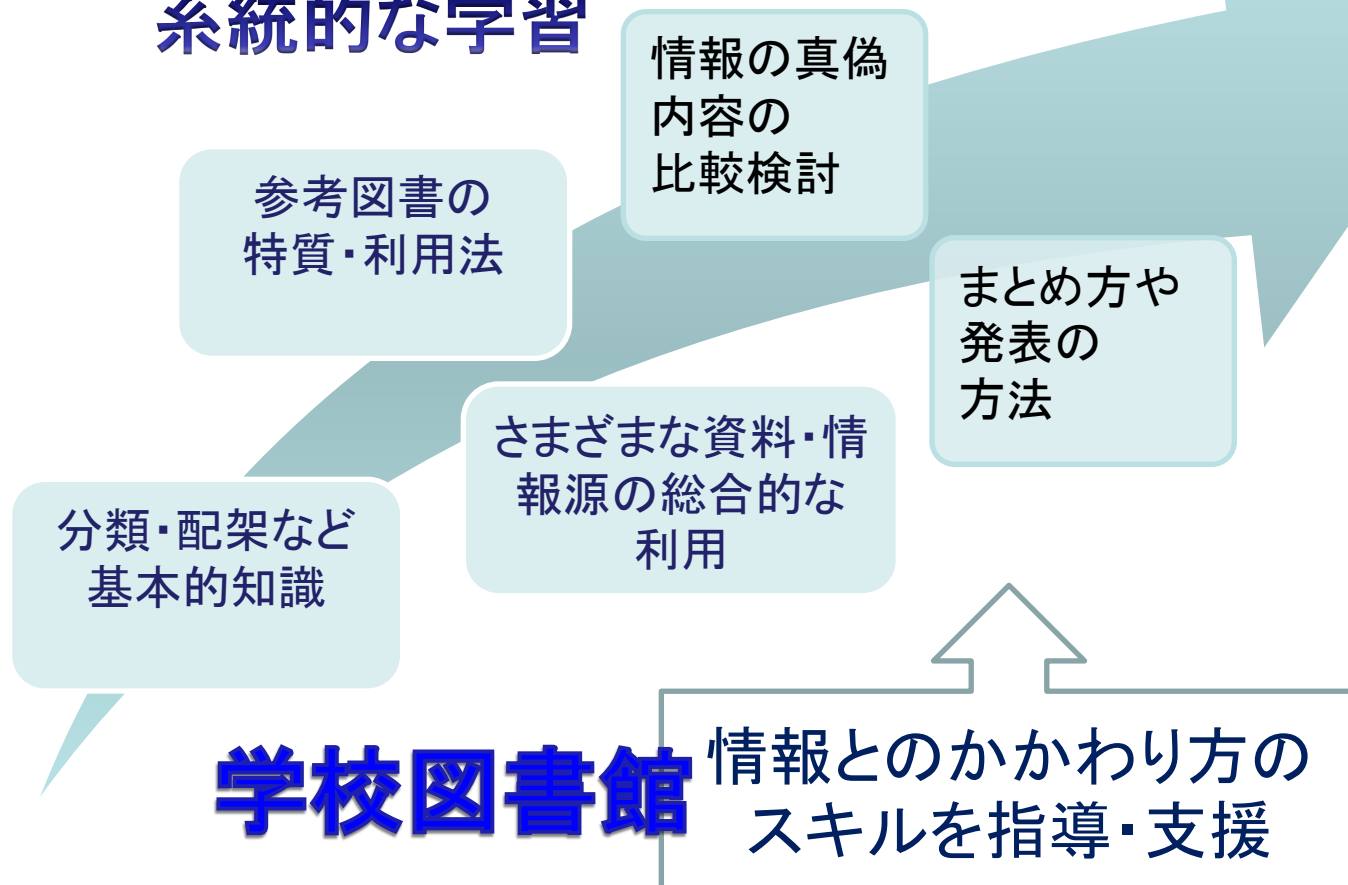 系統的な学習
情報の真偽
内容の
比較検討
参考図書の
特質・利用法
まとめ方や
発表の
方法
さまざまな資料・情
報源の総合的な
利用
分類・配架など
基本的知識
学校図書館
情報とのかかわり方の
スキルを指導・支援